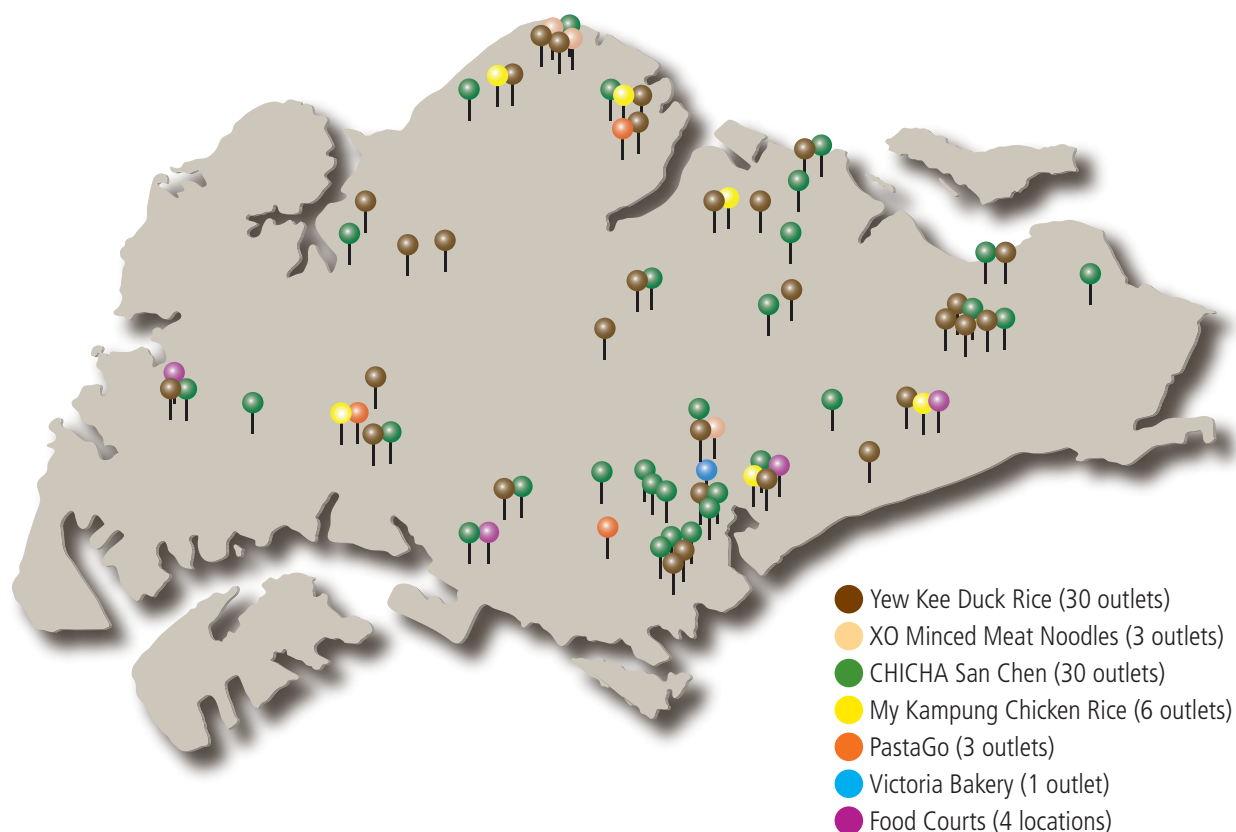 Yew Kee Duck Rice (30 outlets)
XO Minced Meat Noodles (3 outlets)
CHICHA San Chen (30 outlets)
My Kampung Chicken Rice (6 outlets)
PastaGo (3 outlets)
Victoria Bakery (1 outlet)
Food Courts (4 locations)